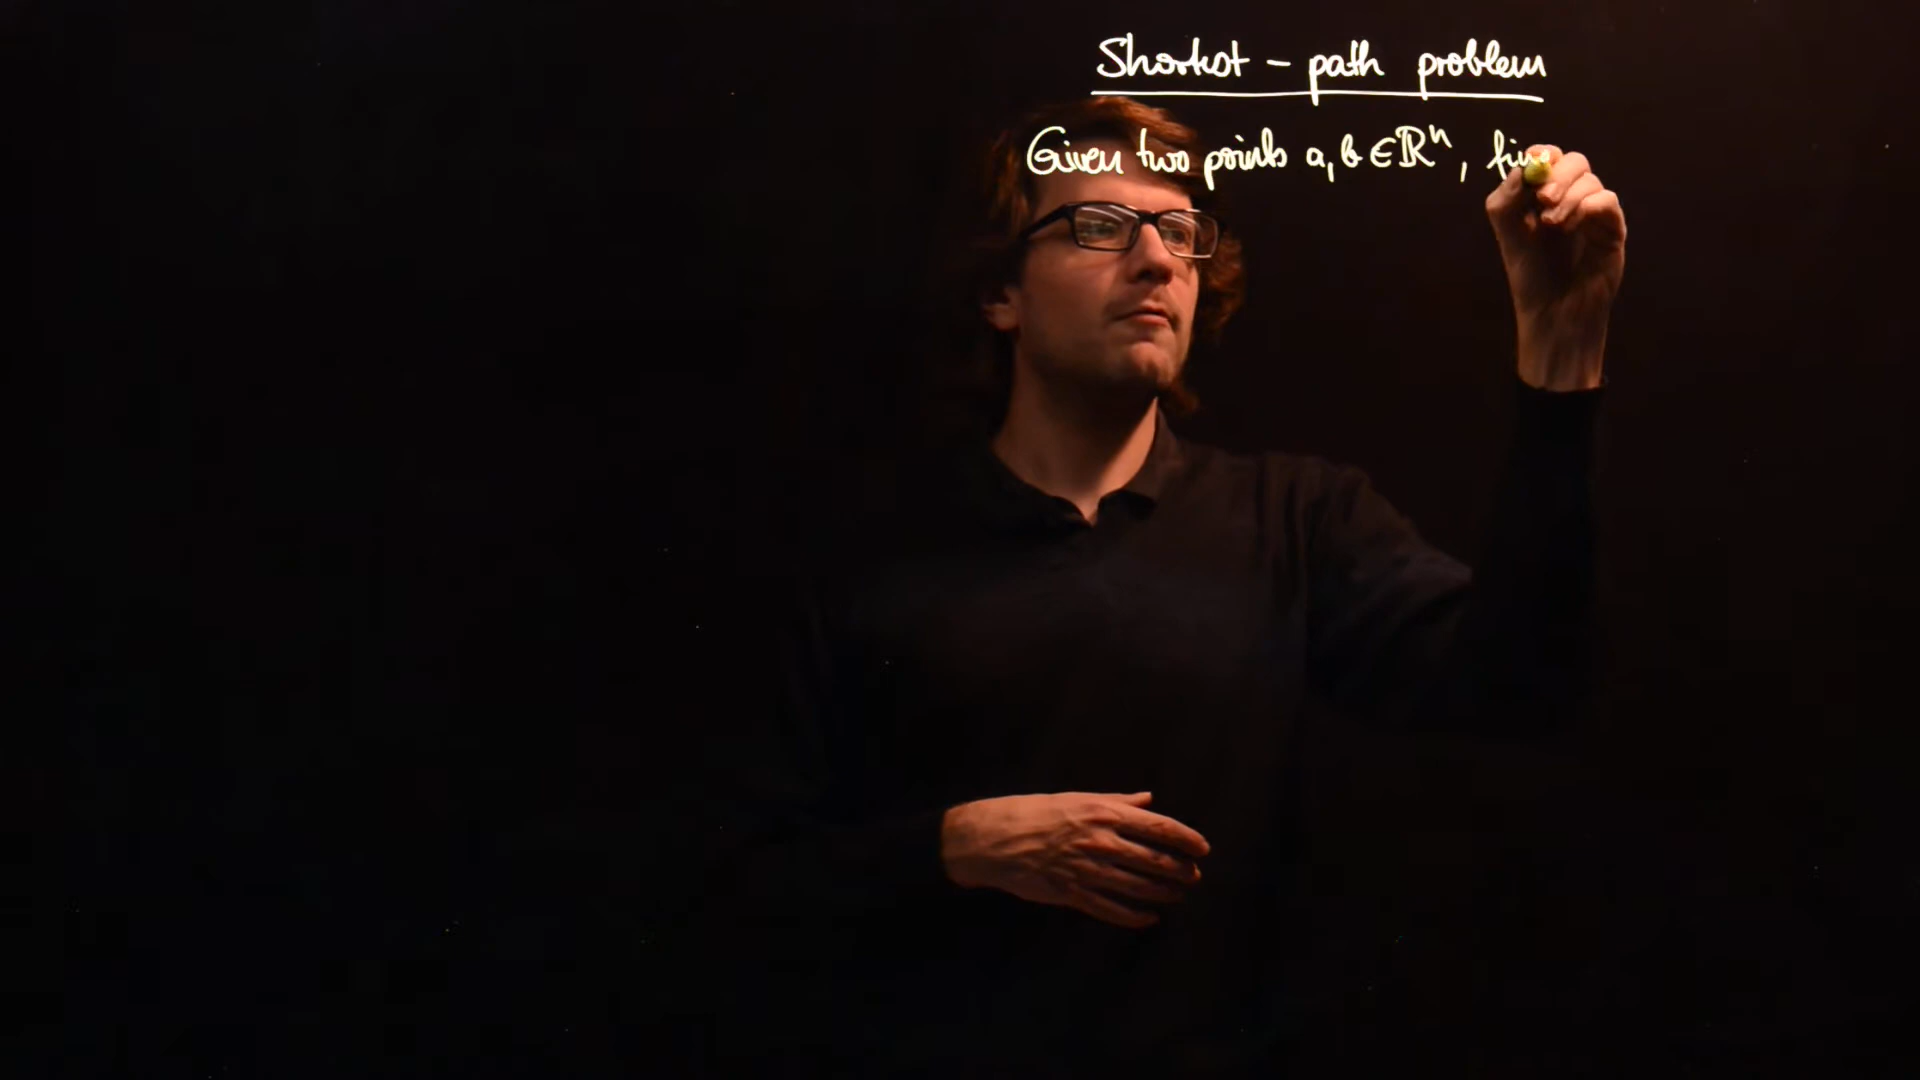 Shortest - path problem
Given two points a, b ∈ ℝⁿ, fin